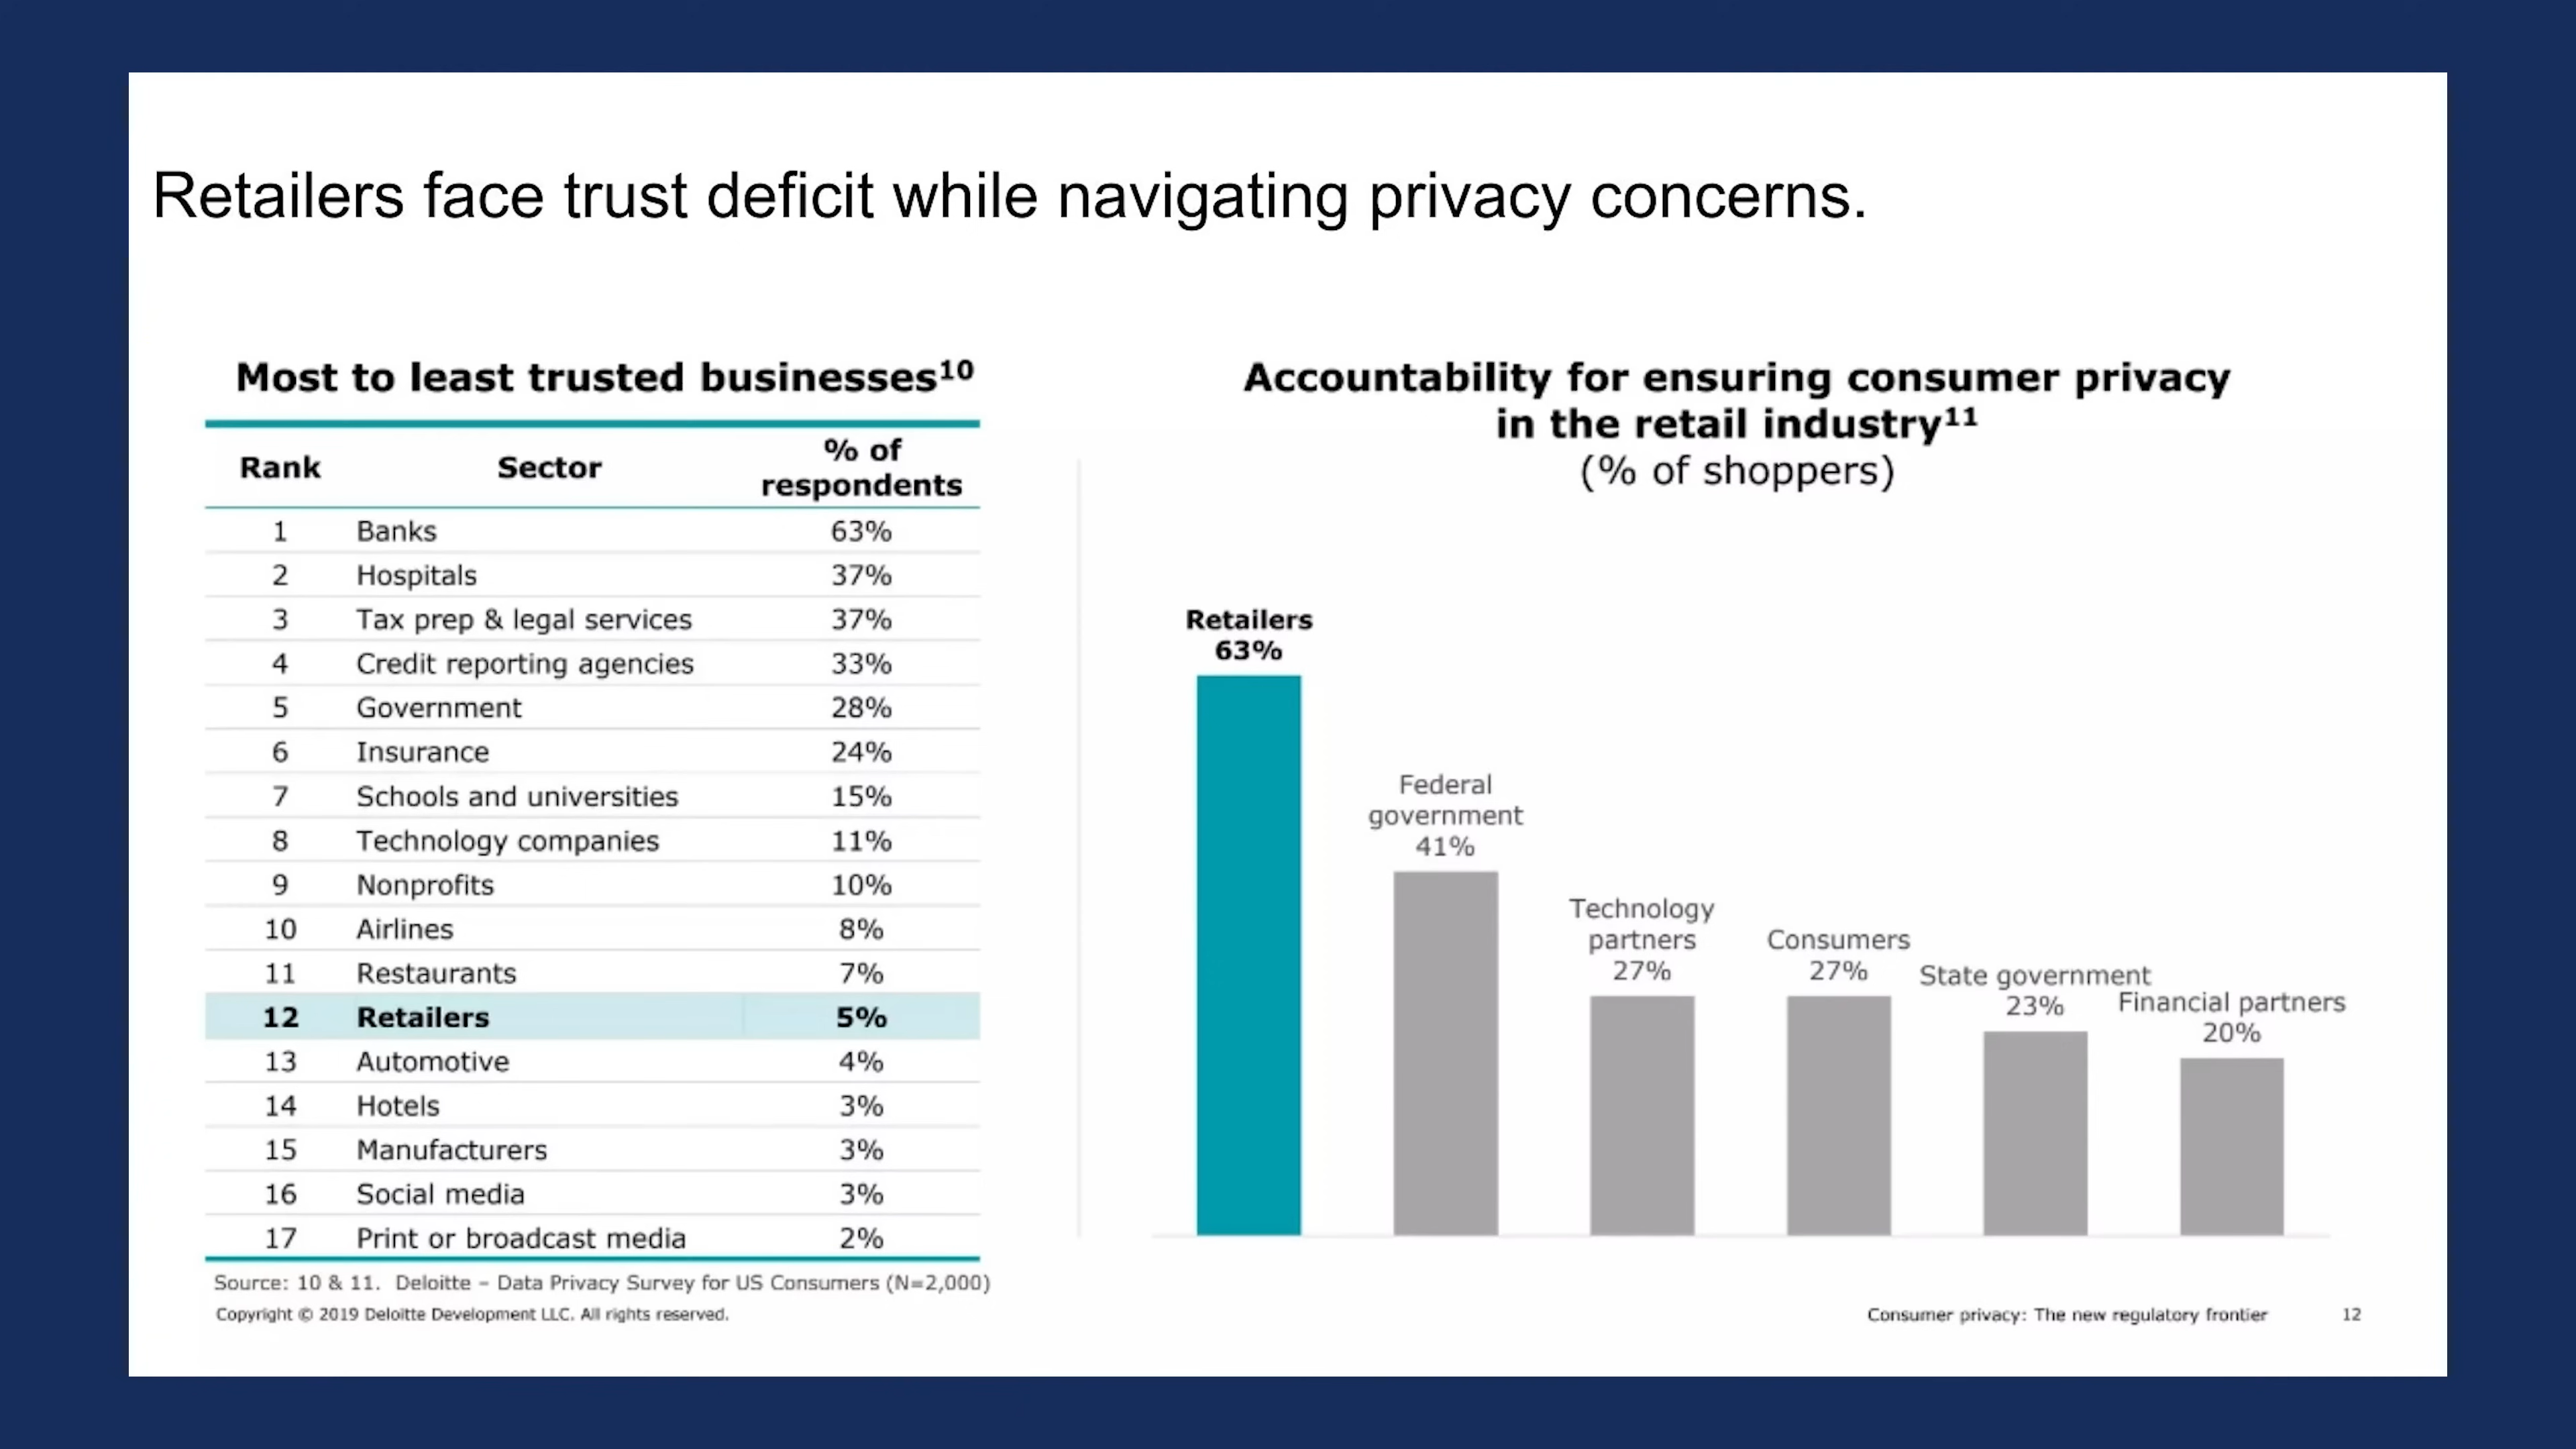 Retailers face trust deficit while navigating privacy concerns.
Most to least trusted businesses¹⁰
Rank Sector % of respondents
1 Banks 63%
2 Hospitals 37%
3 Tax prep & legal services 37%
4 Credit reporting agencies 33%
5 Government 28%
6 Insurance 24%
7 Schools and universities 15%
8 Technology companies 11%
9 Nonprofits 10%
10 Airlines 8%
11 Restaurants 7%
12 Retailers 5%
13 Automotive 4%
14 Hotels 3%
15 Manufacturers 3%
16 Social media 3%
17 Print or broadcast media 2%
Source: 10 & 11. Deloitte – Data Privacy Survey for US Consumers (N=2,000)
Copyright © 2019 Deloitte Development LLC. All rights reserved.
Accountability for ensuring consumer privacy
in the retail industry¹¹
(% of shoppers)
Retailers
63%
Federal
government
41%
Technology
partners
27%
Consumers
27%
State government
23%
Financial partners
20%
Consumer privacy: The new regulatory frontier 12